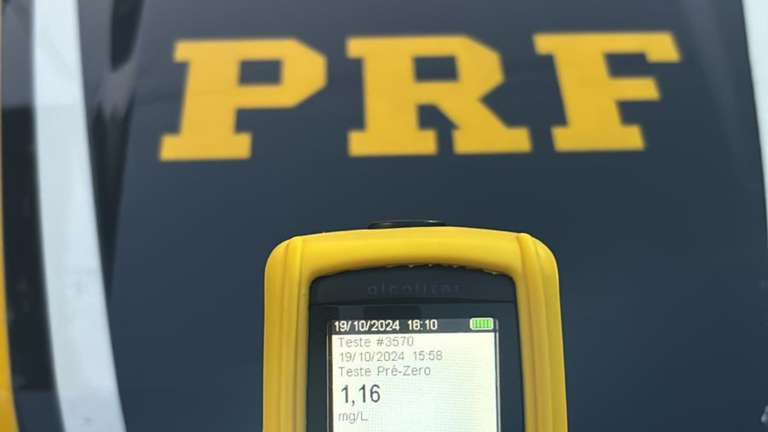 PRF
alcolizer
19/10/2024 18:10
Teste #3570
19/10/2024 15:58
Teste Pré-Zero
1,16
mg/L